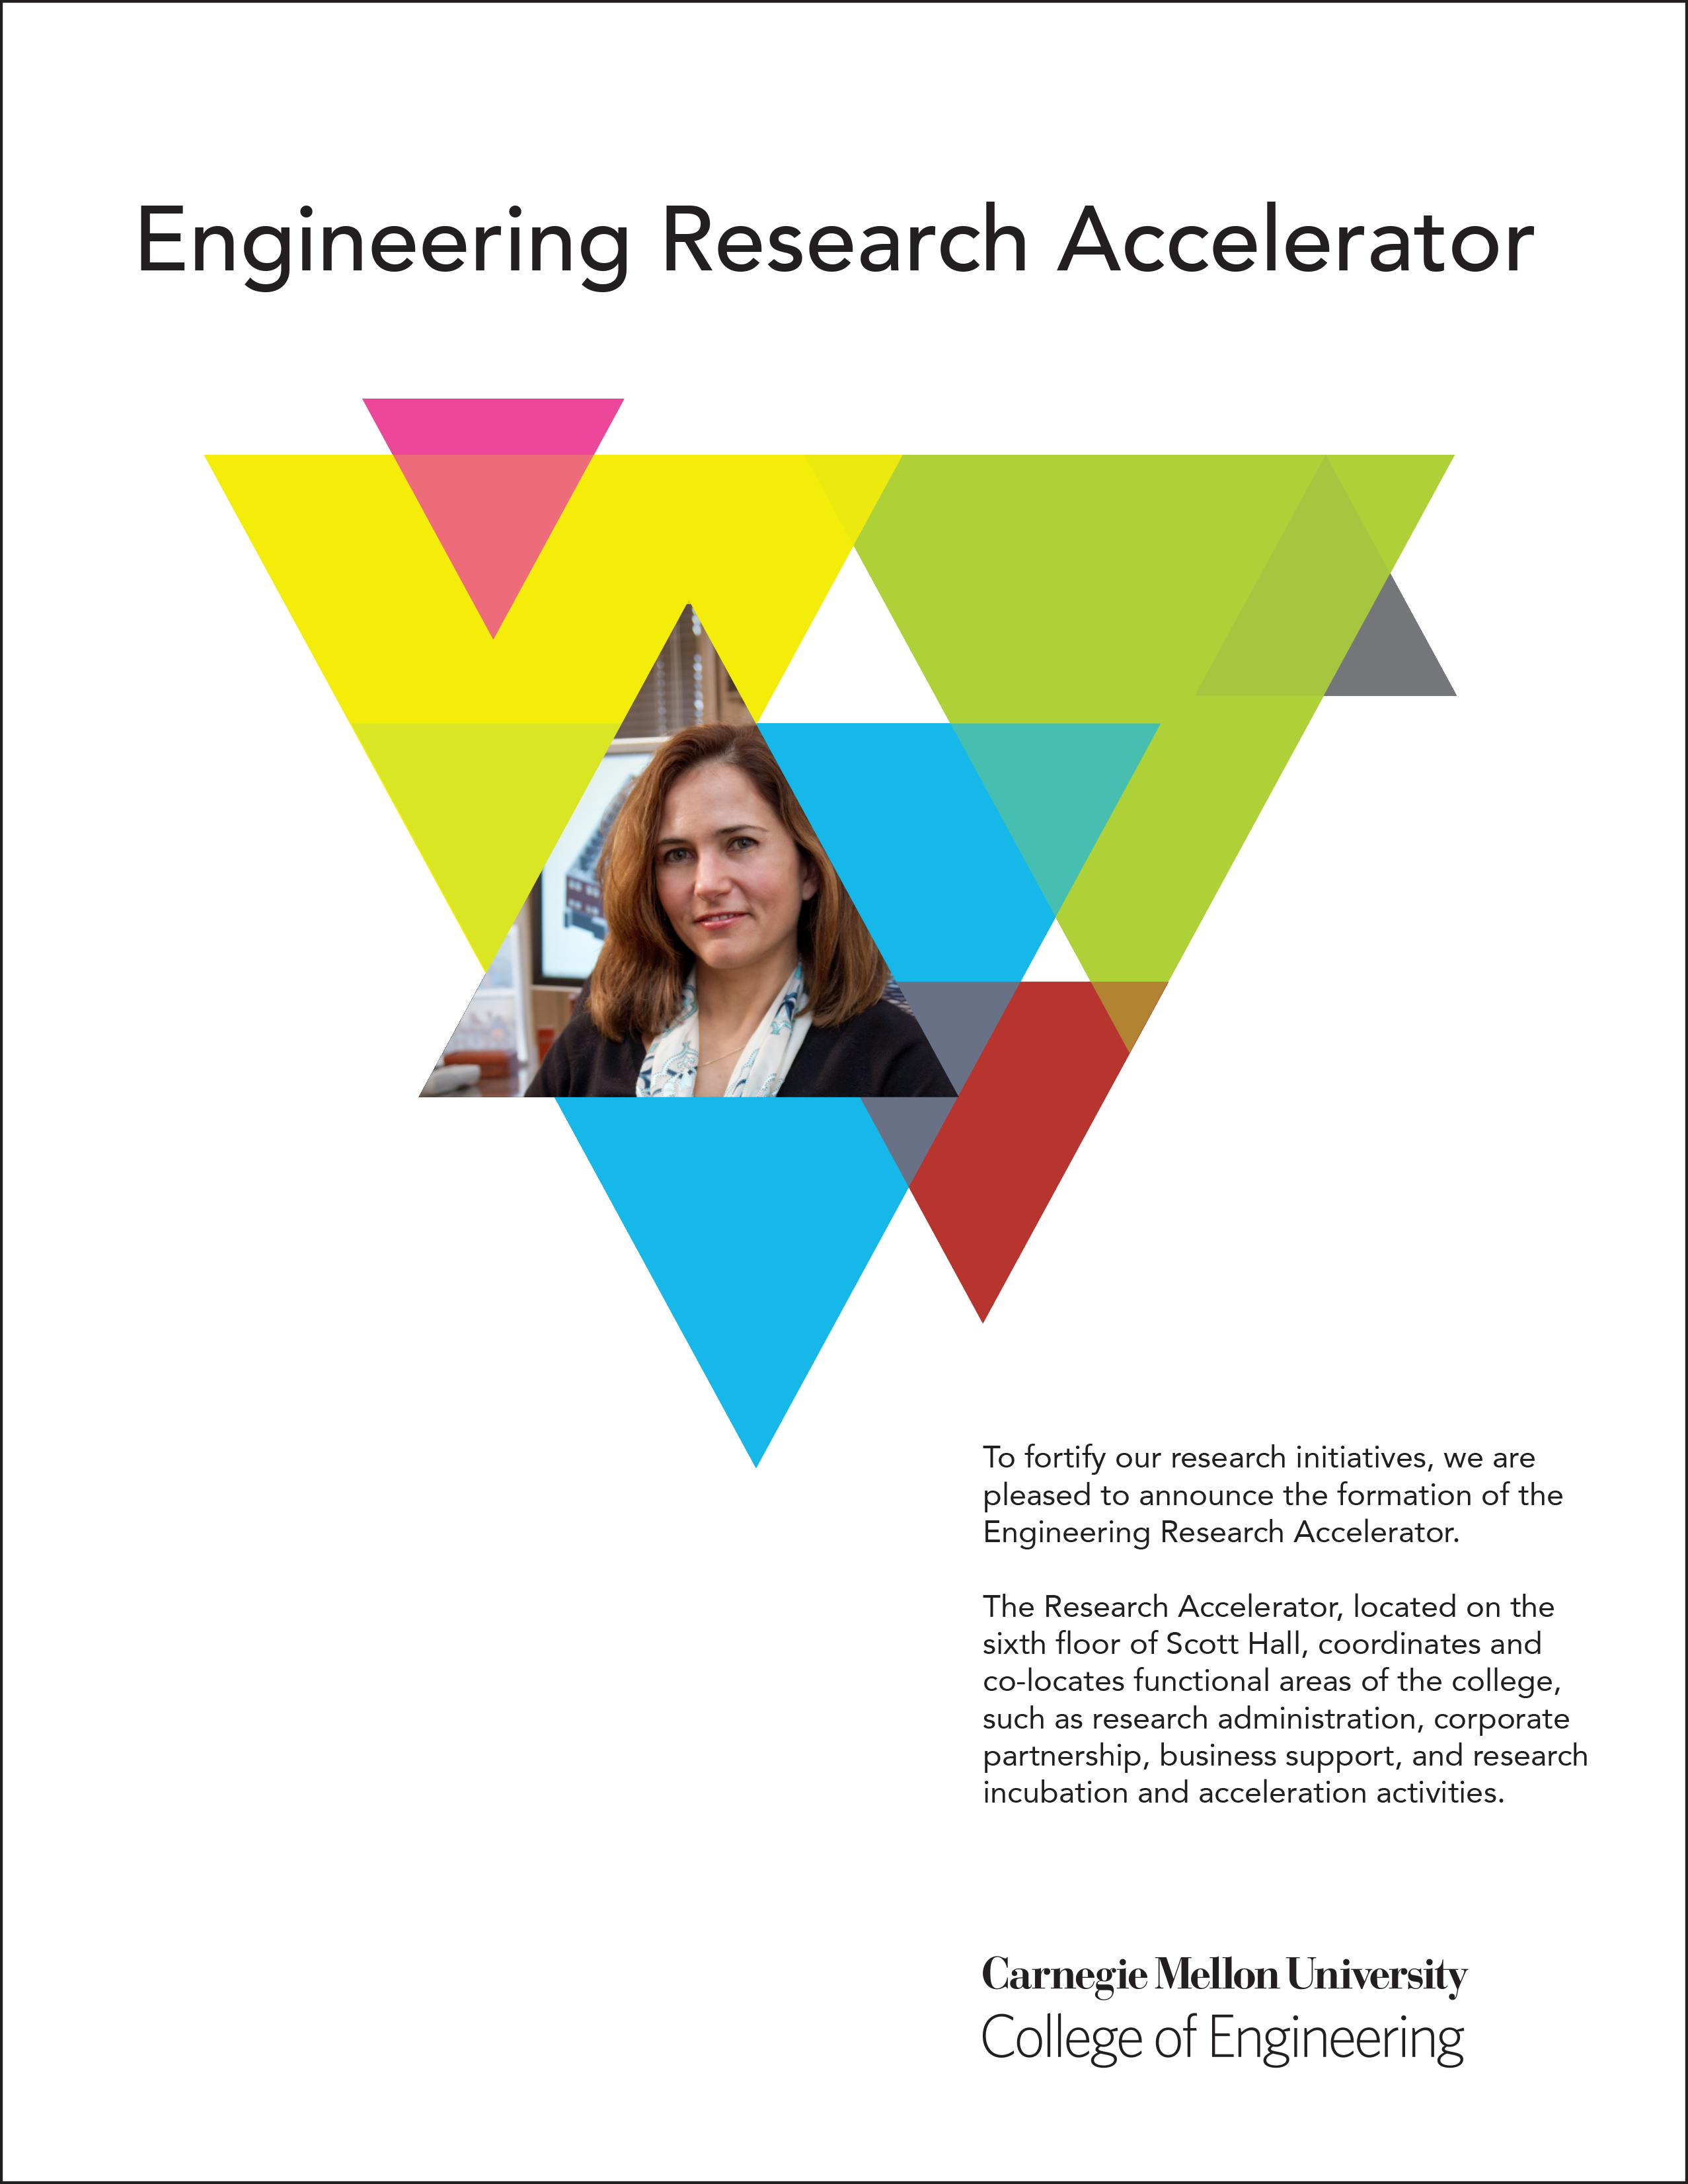 Engineering Research Accelerator
To fortify our research initiatives, we are
pleased to announce the formation of the
Engineering Research Accelerator.
The Research Accelerator, located on the
sixth floor of Scott Hall, coordinates and
co-locates functional areas of the college,
such as research administration, corporate
partnership, business support, and research
incubation and acceleration activities.
Carnegie Mellon University
College of Engineering